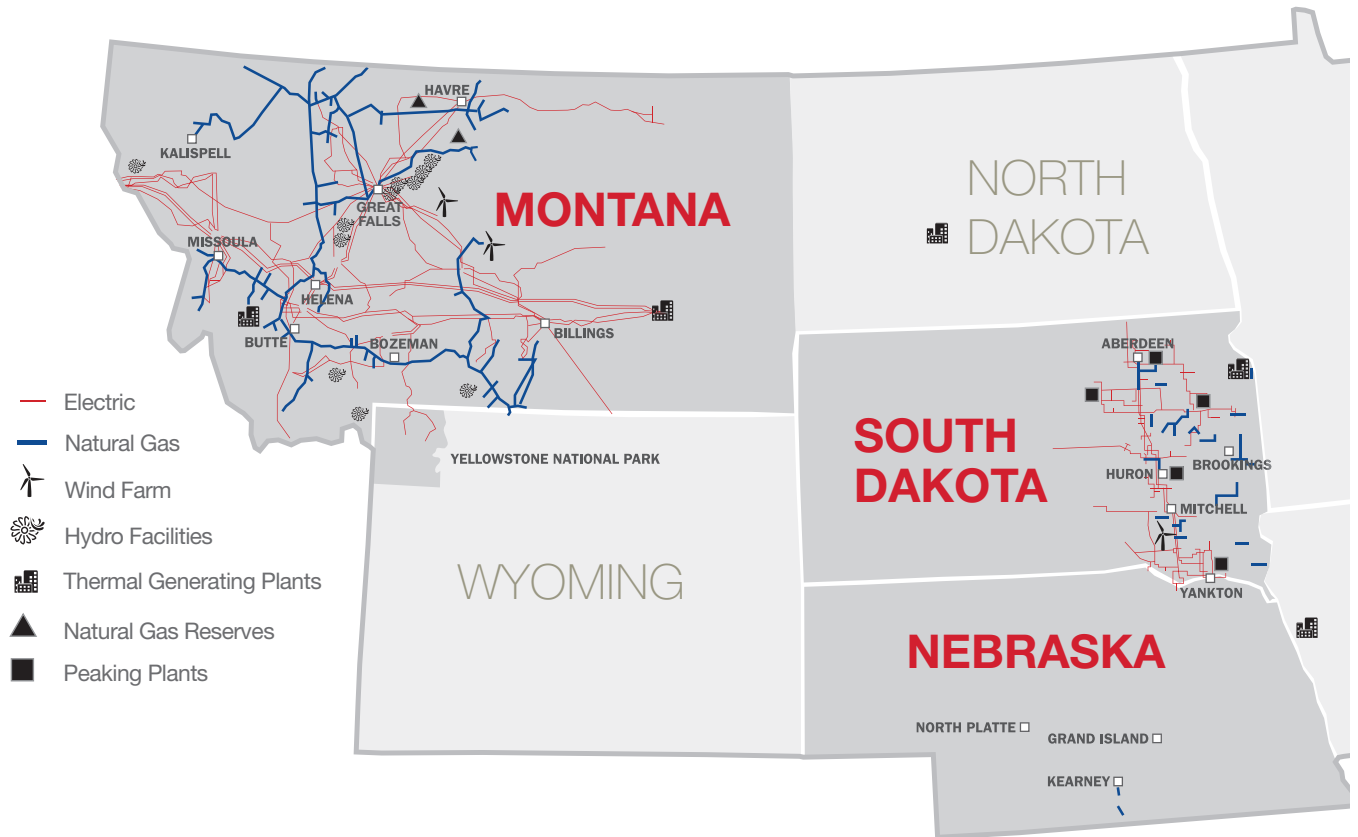 HAVRE
KALISPELL
GREAT
FALLS
MONTANA
MISSOULA
HELENA
BUTTE
BOZEMAN
BILLINGS
NORTH
DAKOTA
ABERDEEN
SOUTH
DAKOTA
HURON
BROOKINGS
MITCHELL
YANKTON
YELLOWSTONE NATIONAL PARK
WYOMING
NEBRASKA
NORTH PLATTE
GRAND ISLAND
KEARNEY
Electric
Natural Gas
Wind Farm
Hydro Facilities
Thermal Generating Plants
Natural Gas Reserves
Peaking Plants